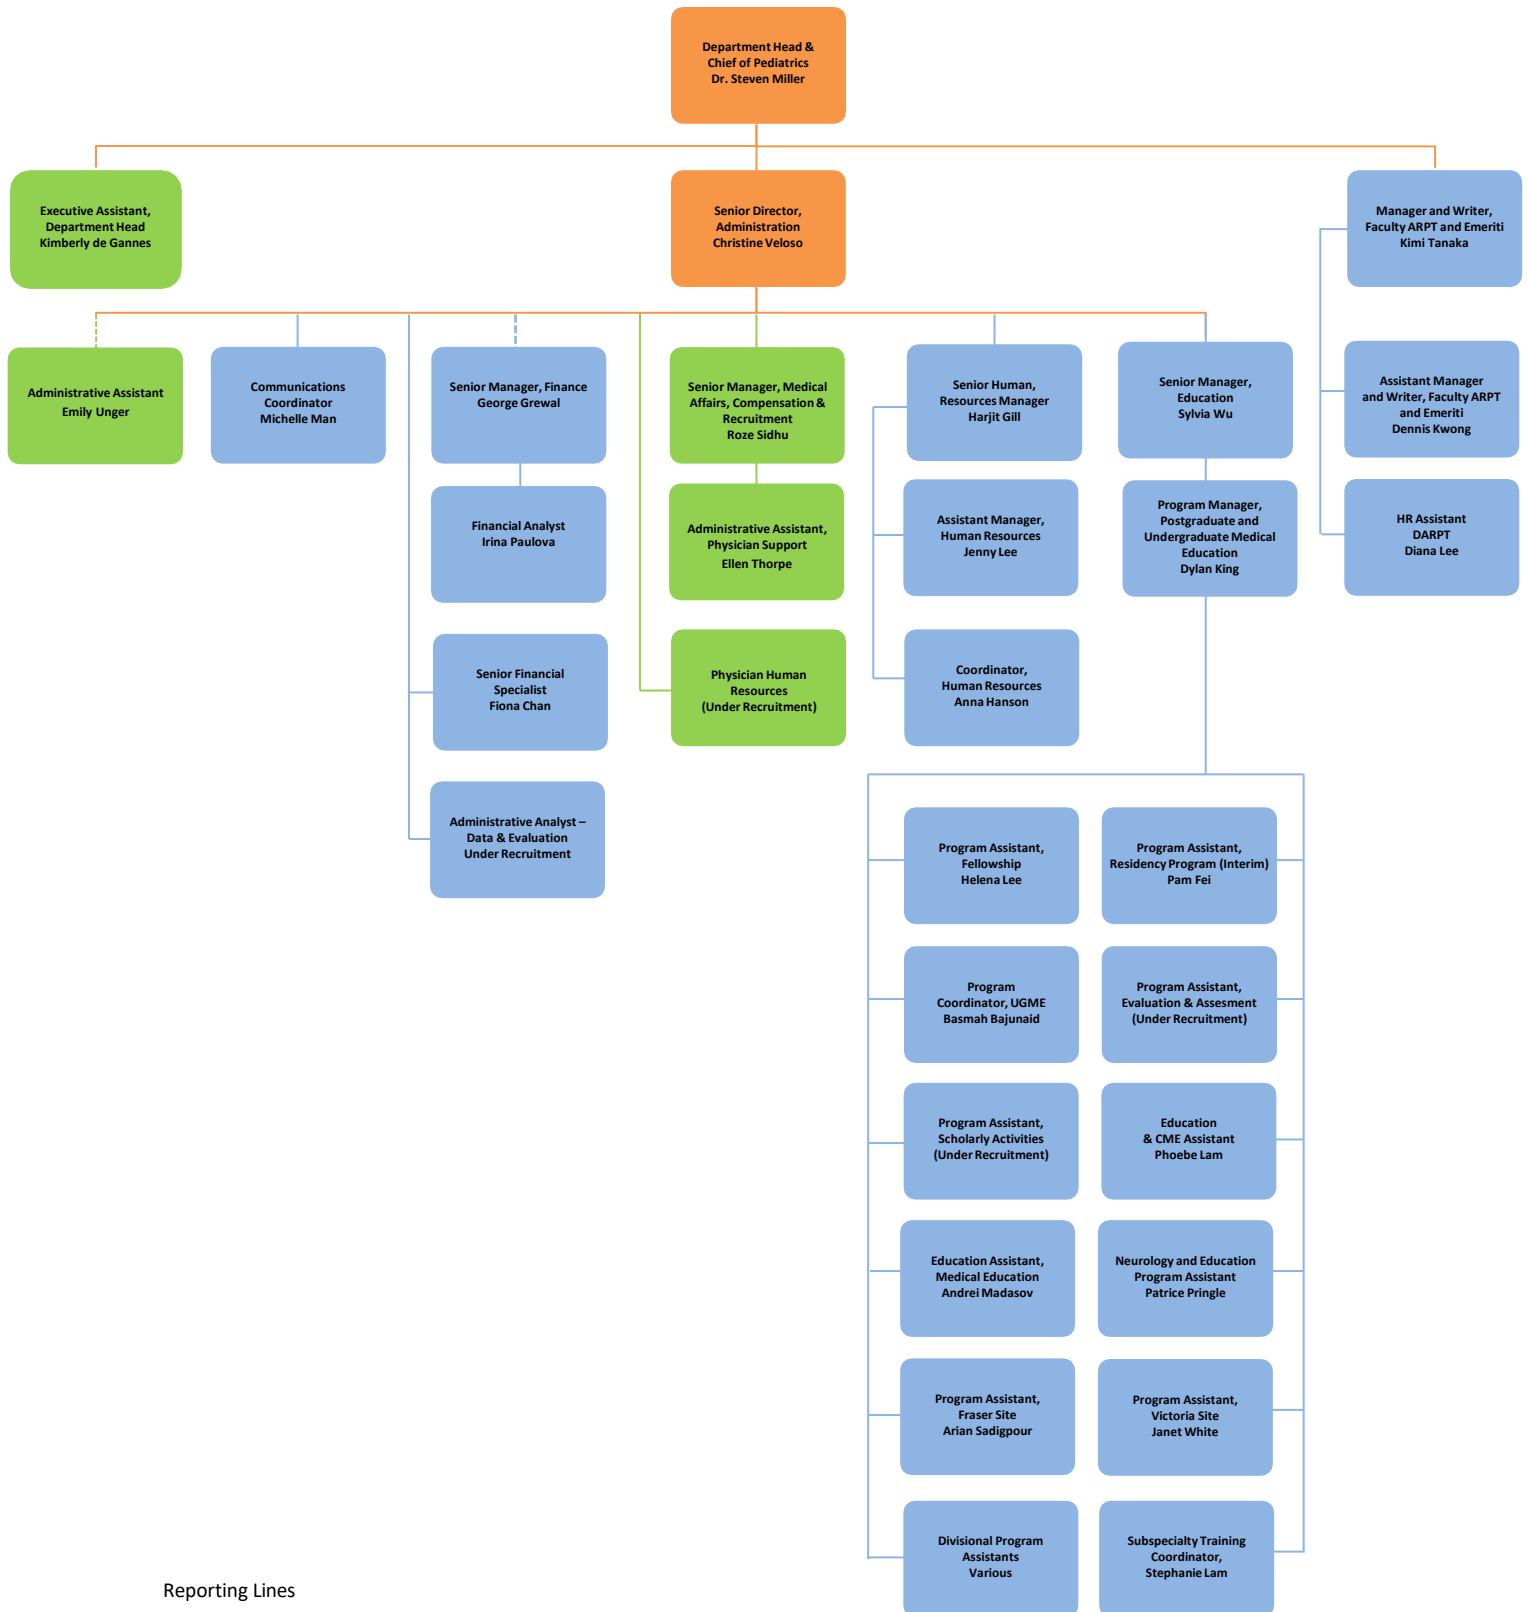 Department Head &
Chief of Pediatrics
Dr. Steven Miller
Executive Assistant,
Department Head
Kimberly de Gannes
Senior Director,
Administration
Christine Veloso
Manager and Writer,
Faculty ARPT and Emeriti
Kimi Tanaka
Administrative Assistant
Emily Unger
Communications
Coordinator
Michelle Man
Senior Manager, Finance
George Grewal
Senior Manager, Medical
Affairs, Compensation &
Recruitment
Roze Sidhu
Senior Human,
Resources Manager
Harjit Gill
Senior Manager,
Education
Sylvia Wu
Assistant Manager
and Writer, Faculty ARPT
and Emeriti
Dennis Kwong
Financial Analyst
Irina Paulova
Administrative Assistant,
Physician Support
Ellen Thorpe
Assistant Manager,
Human Resources
Jenny Lee
Program Manager,
Postgraduate and
Undergraduate Medical
Education
Dylan King
HR Assistant
DARPT
Diana Lee
Senior Financial
Specialist
Fiona Chan
Physician Human
Resources
(Under Recruitment)
Coordinator,
Human Resources
Anna Hanson
Administrative Analyst –
Data & Evaluation
Under Recruitment
Program Assistant,
Fellowship
Helena Lee
Program Assistant,
Residency Program (Interim)
Pam Fei
Program
Coordinator, UGME
Basmah Bajunaid
Program Assistant,
Evaluation & Assesment
(Under Recruitment)
Program Assistant,
Scholarly Activities
(Under Recruitment)
Education
& CME Assistant
Phoebe Lam
Education Assistant,
Medical Education
Andrei Madasov
Neurology and Education
Program Assistant
Patrice Pringle
Program Assistant,
Fraser Site
Arian Sadigpour
Program Assistant,
Victoria Site
Janet White
Divisional Program
Assistants
Various
Subspecialty Training
Coordinator,
Stephanie Lam
Reporting Lines